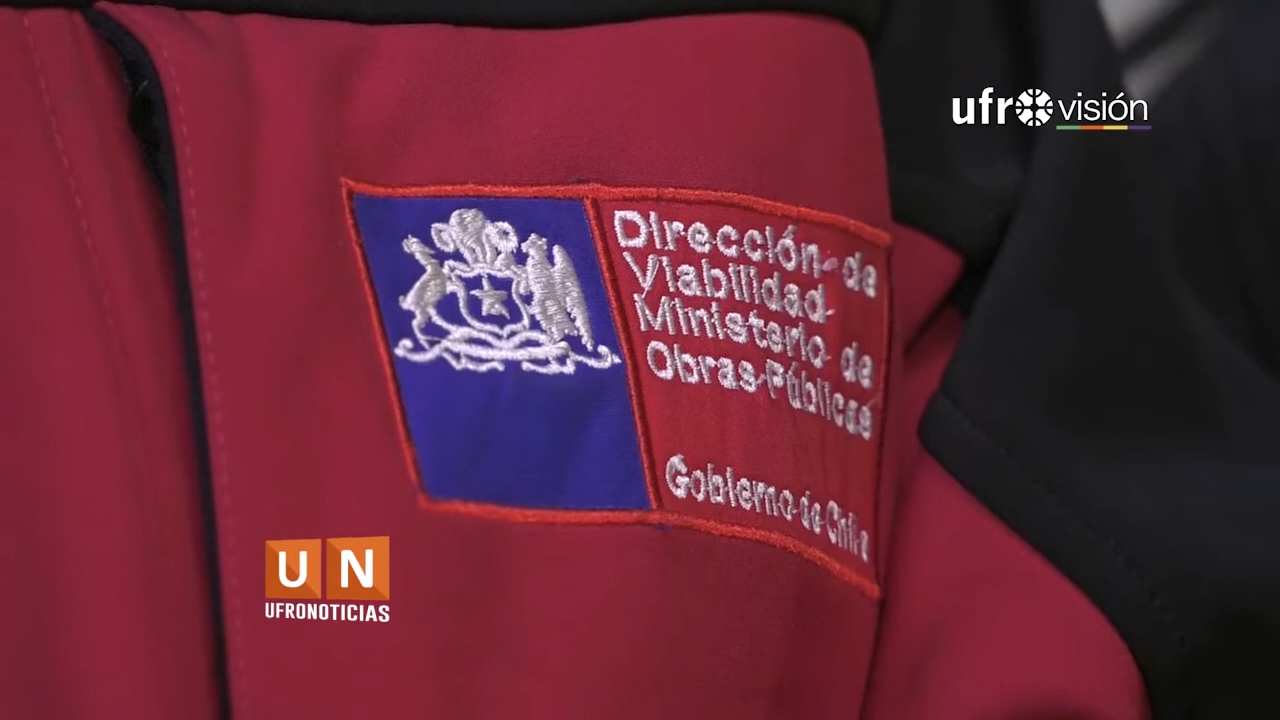 ufrovisión
Dirección de
Viabilidad
Ministerio de
Obras Públicas
Gobierno de Chile
UN
UFRONOTICIAS